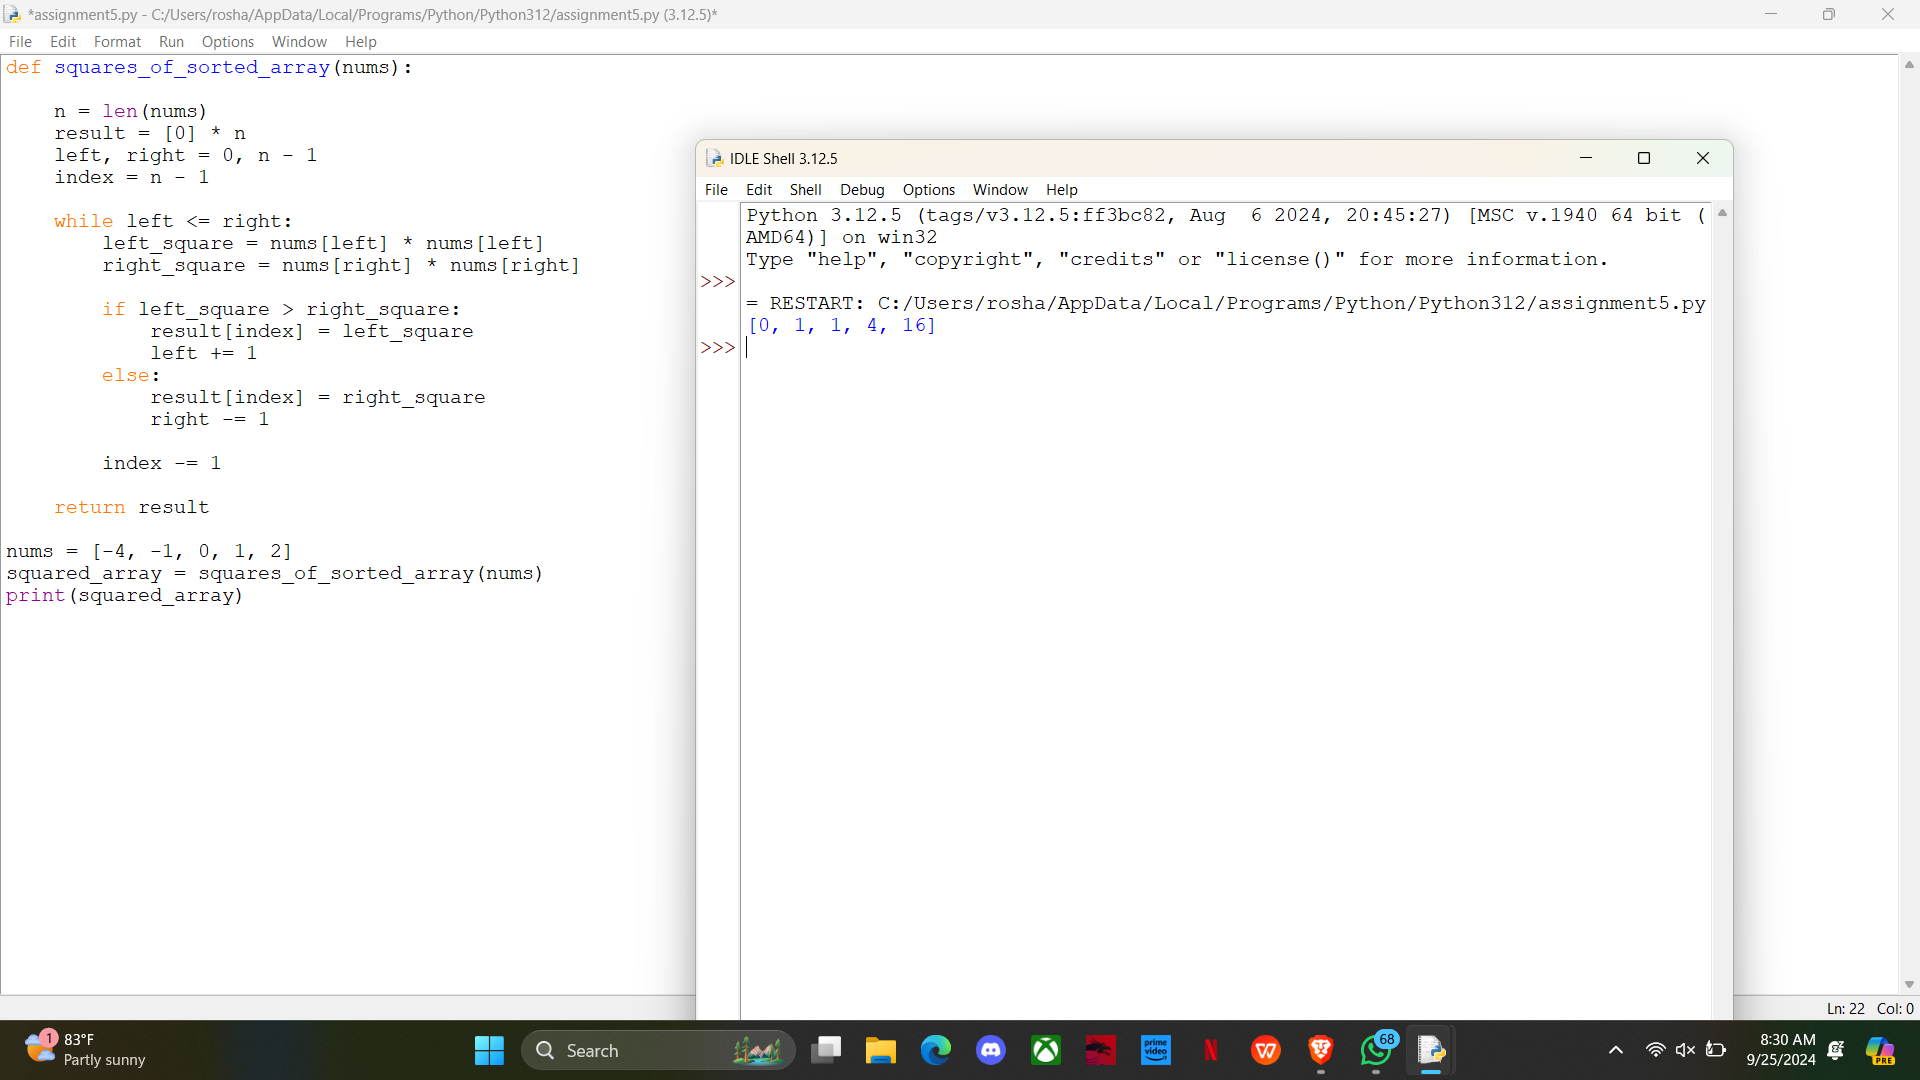 *assignment5.py - C:/Users/rosha/AppData/Local/Programs/Python/Python312/assignment5.py (3.12.5)*
File Edit Format Run Options Window Help
def squares_of_sorted_array(nums):
    n = len(nums)
    result = [0] * n
    left, right = 0, n - 1
    index = n - 1
    while left <= right:
        left_square = nums[left] * nums[left]
        right_square = nums[right] * nums[right]
        if left_square > right_square:
            result[index] = left_square
            left += 1
        else:
            result[index] = right_square
            right -= 1
        index -= 1
    return result
nums = [-4, -1, 0, 1, 2]
squared_array = squares_of_sorted_array(nums)
print(squared_array)
IDLE Shell 3.12.5
File Edit Shell Debug Options Window Help
Python 3.12.5 (tags/v3.12.5:ff3bc82, Aug  6 2024, 20:45:27) [MSC v.1940 64 bit (
AMD64)] on win32
Type "help", "copyright", "credits" or "license()" for more information.
>>>
= RESTART: C:/Users/rosha/AppData/Local/Programs/Python/Python312/assignment5.py
[0, 1, 1, 4, 16]
>>>
Ln: 22 Col: 0
1
83°F
Partly sunny
Search
prime video
N
W
68
8:30 AM
9/25/2024
PRE